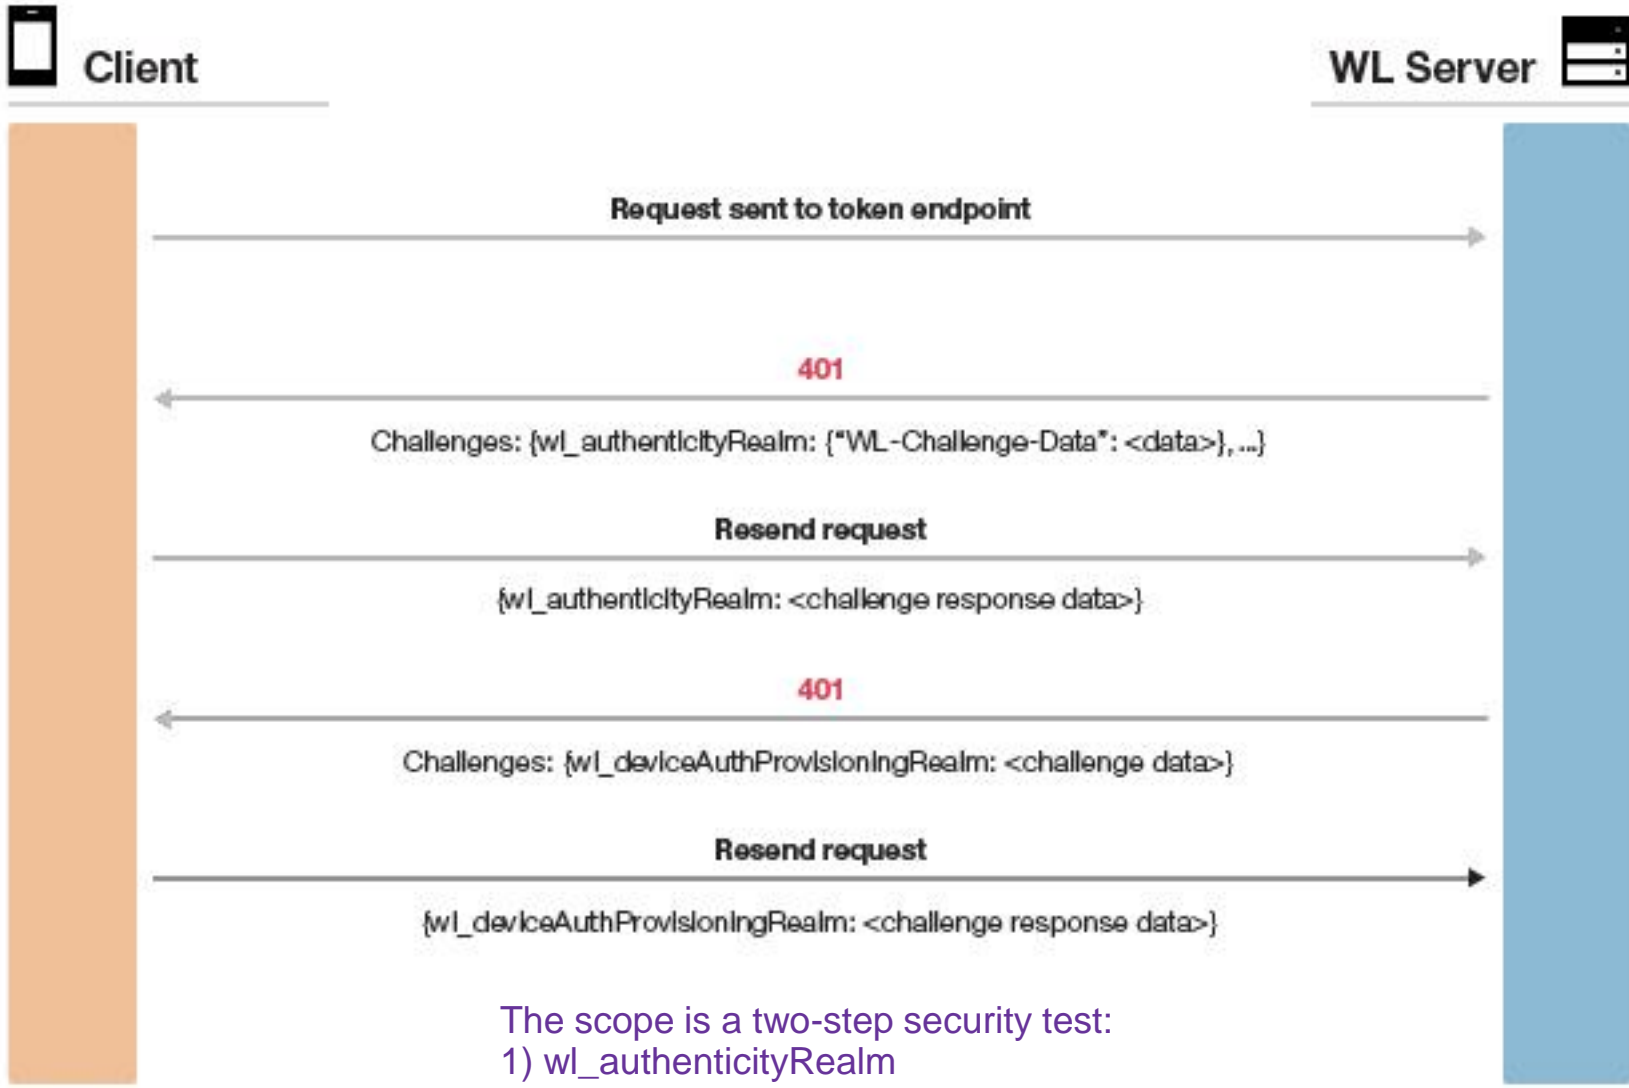 Client
WL Server
Request sent to token endpoint
401
Challenges: {wl_authenticityRealm: {"WL-Challenge-Data": <data>}, ...}
Resend request
{wl_authenticityRealm: <challenge response data>}
401
Challenges: {wl_deviceAuthProvisioningRealm: <challenge data>}
Resend request
{wl_deviceAuthProvisioningRealm: <challenge response data>}
The scope is a two-step security test:
1) wl_authenticityRealm